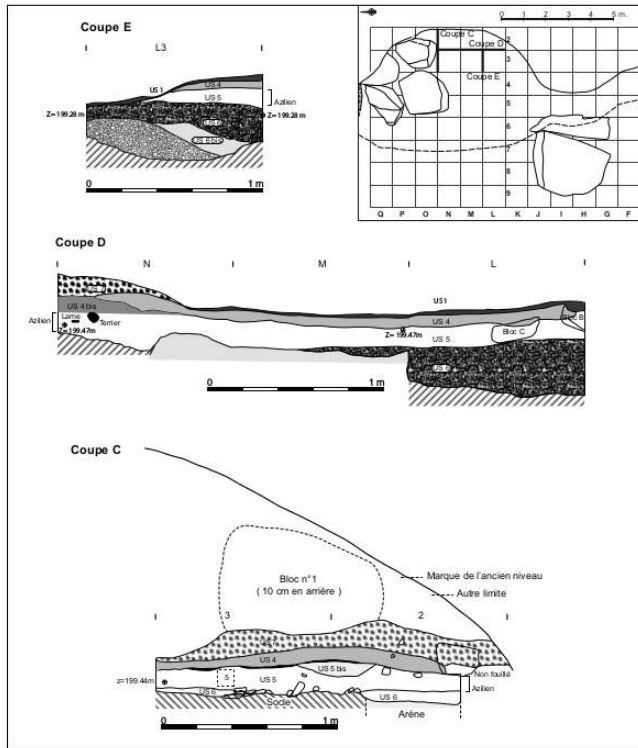 Coupe E
L3
US 1
US 4
US 5
Azilien
Z=199.28 m
Z=199.28 m
US 6
US 6 bis
0 1 m
0 1 2 3 4 5 m.
Coupe C
Coupe D
Coupe E
2
3
4
5
6
7
8
9
Q P O N M L K J I H G F
Coupe D
N M L
US 4 bis
US1
US 4
US 5
Azilien
Lame
Terrier
Z=199.47m
Z=199.47m
Bloc C
Bloc B
US 6
0 1 m
Coupe C
Bloc n°1
( 10 cm en arrière )
Marque de l'ancien niveau
Autre limite
3 2
US 4
US 5 bis
5
US 5
Non fouillé
Azilien
z=199.44m
US 6
US 6
Socle
Arène
0 1 m